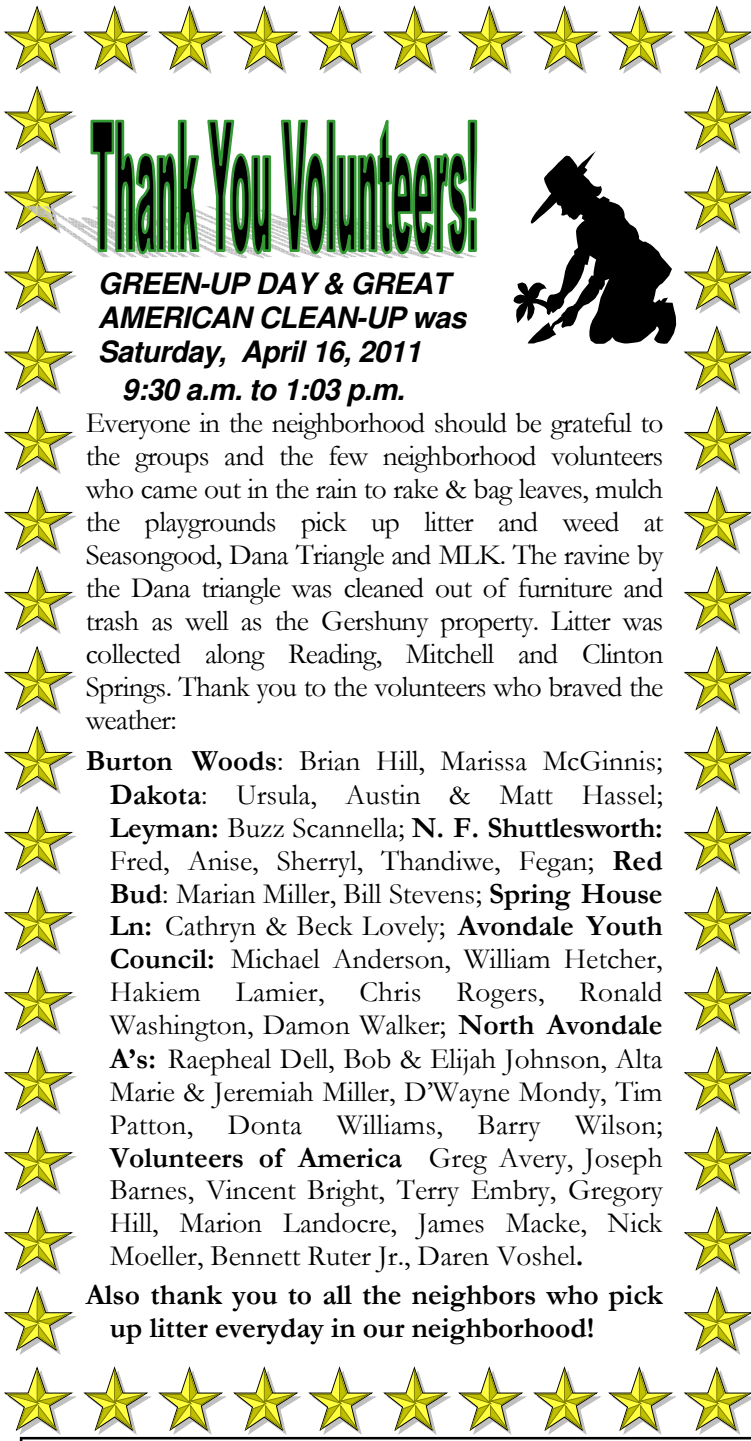 Thank You Volunteers!
GREEN-UP DAY & GREAT
AMERICAN CLEAN-UP was
Saturday, April 16, 2011
9:30 a.m. to 1:03 p.m.
Everyone in the neighborhood should be grateful to
the groups and the few neighborhood volunteers
who came out in the rain to rake & bag leaves, mulch
the playgrounds pick up litter and weed at
Seasongood, Dana Triangle and MLK. The ravine by
the Dana triangle was cleaned out of furniture and
trash as well as the Gershuny property. Litter was
collected along Reading, Mitchell and Clinton
Springs. Thank you to the volunteers who braved the
weather:
Burton Woods: Brian Hill, Marissa McGinnis;
Dakota: Ursula, Austin & Matt Hassel;
Leyman: Buzz Scannella; N. F. Shuttlesworth:
Fred, Anise, Sherryl, Thandiwe, Fegan; Red
Bud: Marian Miller, Bill Stevens; Spring House
Ln: Cathryn & Beck Lovely; Avondale Youth
Council: Michael Anderson, William Hetcher,
Hakiem Lamier, Chris Rogers, Ronald
Washington, Damon Walker; North Avondale
A's: Raepheal Dell, Bob & Elijah Johnson, Alta
Marie & Jeremiah Miller, D'Wayne Mondy, Tim
Patton, Donta Williams, Barry Wilson;
Volunteers of America Greg Avery, Joseph
Barnes, Vincent Bright, Terry Embry, Gregory
Hill, Marion Landocre, James Macke, Nick
Moeller, Bennett Ruter Jr., Daren Voshel.
Also thank you to all the neighbors who pick
up litter everyday in our neighborhood!